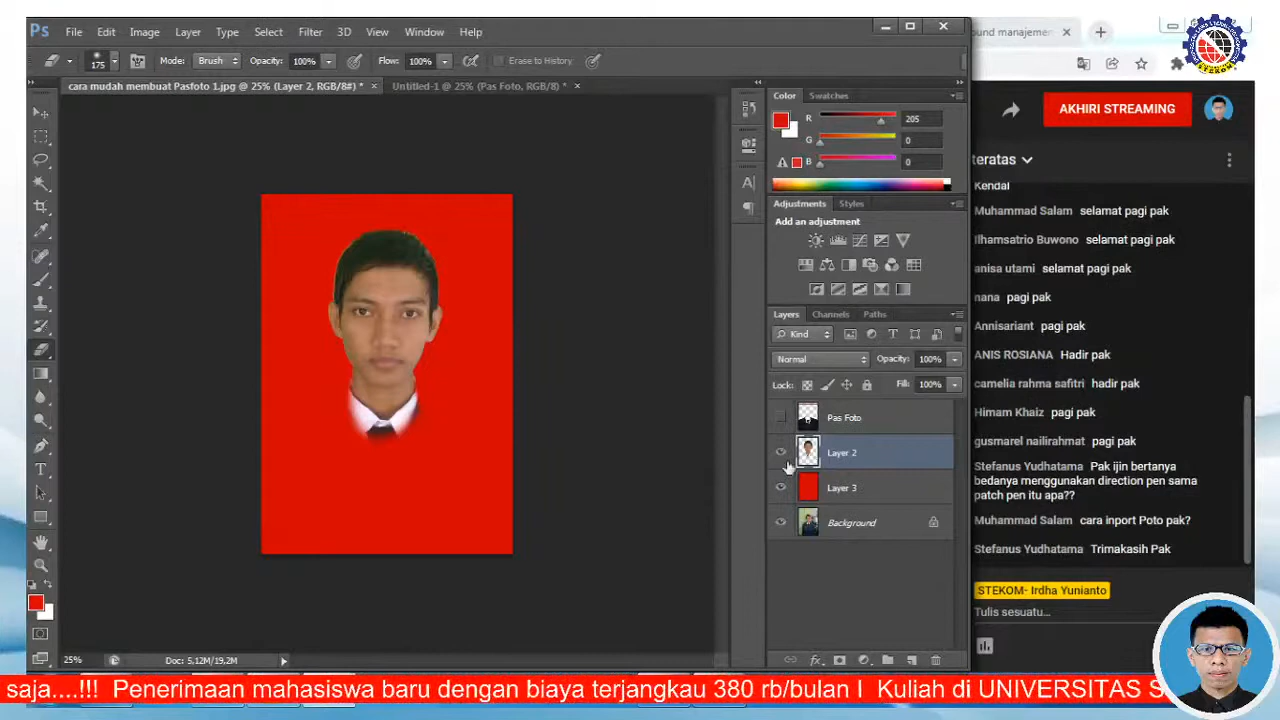 Ps File Edit Image Layer Type Select Filter 3D View Window Help
175 Mode: Brush Opacity: 100% Flow: 100% Erase to History
cara mudah membuat Pasfoto 1.jpg @ 25% (Layer 2, RGB/8#) * × Untitled-1 @ 25% (Pas Foto, RGB/8) * ×
Color Swatches
R 205
G 0
B 0
Adjustments Styles
Add an adjustment
Layers Channels Paths
Kind
Normal Opacity: 100%
Lock: Fill: 100%
Pas Foto
Layer 2
Layer 3
Background
25% Doc: 5,12M/19,2M
ound manajemen
STEKOM
AKHIRI STREAMING
teratas
Kendal
Muhammad Salam selamat pagi pak
Ilhamsatrio Buwono selamat pagi pak
anisa utami selamat pagi pak
nana pagi pak
Annisariant pagi pak
ANIS ROSIANA Hadir pak
camelia rahma safitri hadir pak
Himam Khaiz pagi pak
gusmarel nailirahmat pagi pak
Stefanus Yudhatama Pak ijin bertanya
bedanya menggunakan direction pen sama
patch pen itu apa??
Muhammad Salam cara inport Poto pak?
Stefanus Yudhatama Trimakasih Pak
STEKOM- Irdha Yunianto
Tulis sesuatu...
saja....!!! Penerimaan mahasiswa baru dengan biaya terjangkau 380 rb/bulan I Kuliah di UNIVERSITAS S